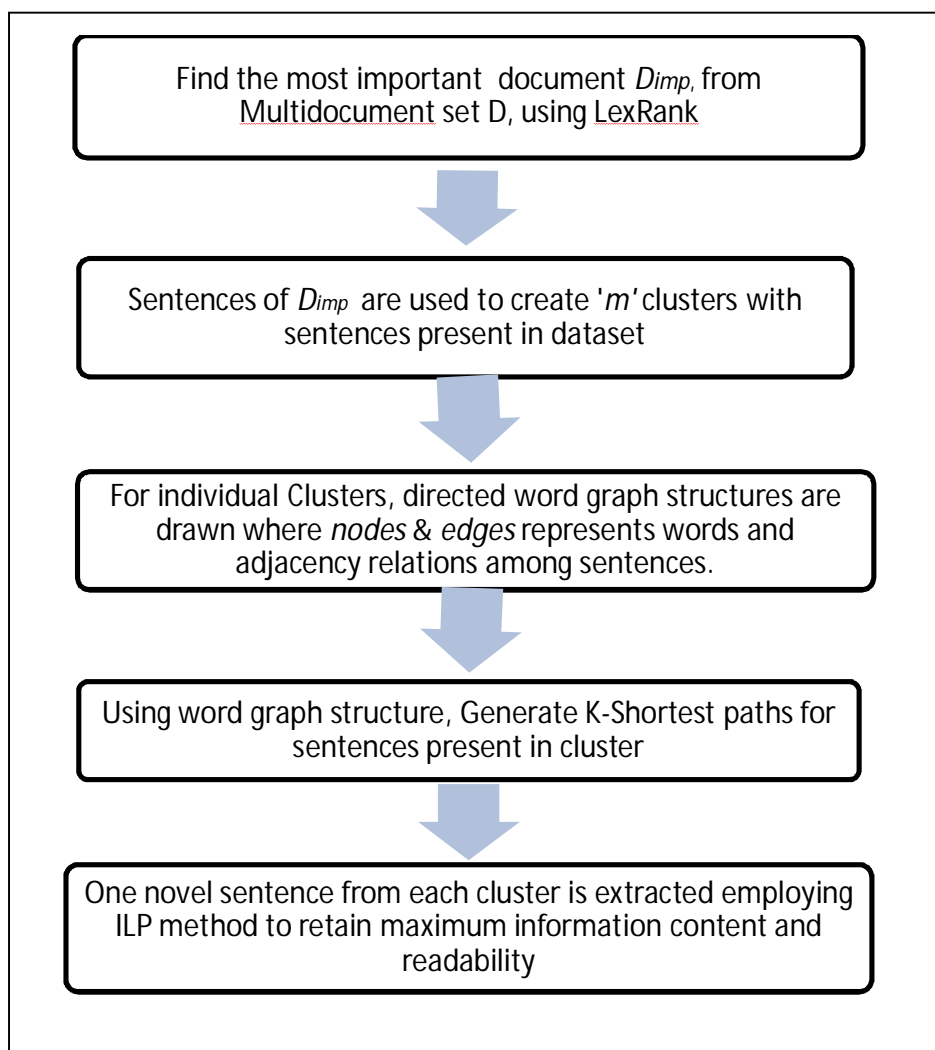 Find the most important document Dimp, from
Multidocument set D, using LexRank
Sentences of Dimp are used to create 'm' clusters with
sentences present in dataset
For individual Clusters, directed word graph structures are
drawn where nodes & edges represents words and
adjacency relations among sentences.
Using word graph structure, Generate K-Shortest paths for
sentences present in cluster
One novel sentence from each cluster is extracted employing
ILP method to retain maximum information content and
readability